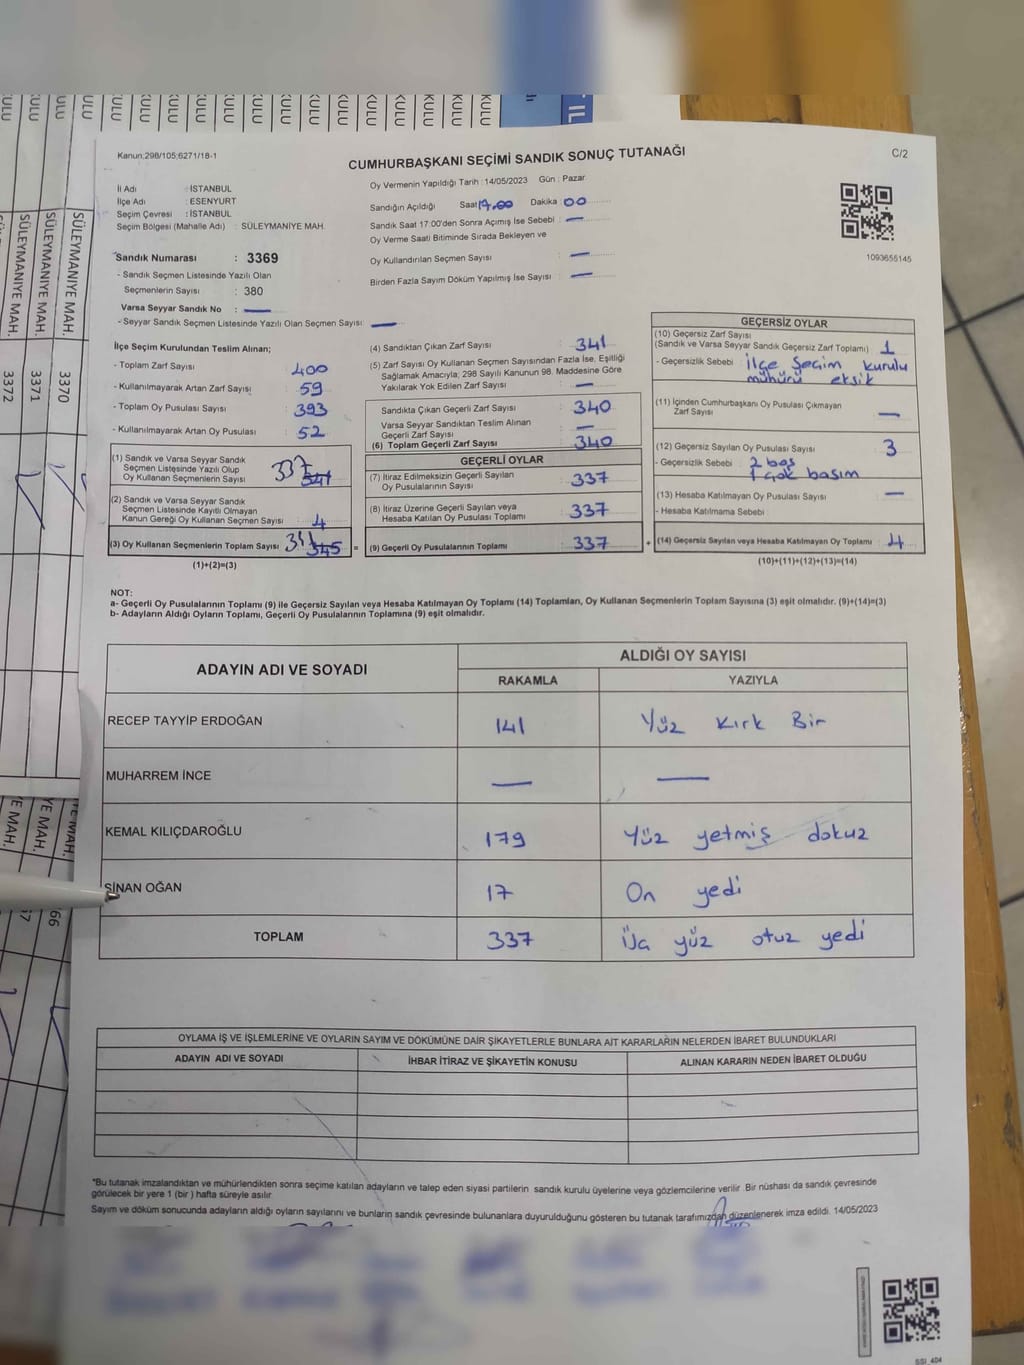 Kanun:298/105;6271/18-1
CUMHURBAŞKANI SEÇİMİ SANDIK SONUÇ TUTANAĞI
C/2
İl Adı : İSTANBUL
İlçe Adı : ESENYURT
Seçim Çevresi : İSTANBUL
Seçim Bölgesi (Mahalle Adı) : SÜLEYMANİYE MAH.
Sandık Numarası : 3369
- Sandık Seçmen Listesinde Yazılı Olan
Seçmenlerin Sayısı : 380
Varsa Seyyar Sandık No : —
- Seyyar Sandık Seçmen Listesinde Yazılı Olan Seçmen Sayısı: —
Oy Vermenin Yapıldığı Tarih : 14/05/2023 Gün : Pazar
Sandığın Açıldığı Saat 17.00 Dakika 00
Sandık Saat 17:00'den Sonra Açımış İse Sebebi : —
Oy Verme Saati Bitiminde Sırada Bekleyen ve
Oy Kullandırılan Seçmen Sayısı : —
Birden Fazla Sayım Döküm Yapılmış İse Sayısı : —
1093655145
İlçe Seçim Kurulundan Teslim Alınan;
- Toplam Zarf Sayısı : 400
- Kullanılmayarak Artan Zarf Sayısı : 59
- Toplam Oy Pusulası Sayısı : 393
- Kullanılmayarak Artan Oy Pusulası : 52
(1) Sandık ve Varsa Seyyar Sandık
Seçmen Listesinde Yazılı Olup
Oy Kullanan Seçmenlerin Sayısı : 337 341
(2) Sandık ve Varsa Seyyar Sandık
Seçmen Listesinde Kayıtlı Olmayan
Kanun Gereği Oy Kullanan Seçmen Sayısı : 4
(3) Oy Kullanan Seçmenlerin Toplam Sayısı : 341 345 =
(1)+(2)=(3)
(4) Sandıktan Çıkan Zarf Sayısı : 341
(5) Zarf Sayısı Oy Kullanan Seçmen Sayısından Fazla İse, Eşitliği
Sağlamak Amacıyla; 298 Sayılı Kanunun 98. Maddesine Göre
Yakılarak Yok Edilen Zarf Sayısı : —
Sandıkta Çıkan Geçerli Zarf Sayısı : 340
Varsa Seyyar Sandıktan Teslim Alınan
Geçerli Zarf Sayısı : —
(6) Toplam Geçerli Zarf Sayısı : 340
GEÇERLİ OYLAR
(7) İtiraz Edilmeksizin Geçerli Sayılan
Oy Pusulalarının Sayısı : 337
(8) İtiraz Üzerine Geçerli Sayılan veya
Hesaba Katılan Oy Pusulası Toplamı : 337
(9) Geçerli Oy Pusulalarının Toplamı : 337 +
GEÇERSİZ OYLAR
(10) Geçersiz Zarf Sayısı
(Sandık ve Varsa Seyyar Sandık Geçersiz Zarf Toplamı) : 1
- Geçersizlik Sebebi : ilçe Seçim kurulu
mühürü eksik
(11) İçinden Cumhurbaşkanı Oy Pusulası Çıkmayan
Zarf Sayısı : —
(12) Geçersiz Sayılan Oy Pusulası Sayısı : 3
- Geçersizlik Sebebi : 2 boş
1 çok basım
(13) Hesaba Katılmayan Oy Pusulası Sayısı : —
- Hesaba Katılmama Sebebi :
(14) Geçersiz Sayılan veya Hesaba Katılmayan Oy Toplamı : 4
(10)+(11)+(12)+(13)=(14)
NOT:
a- Geçerli Oy Pusulalarının Toplamı (9) ile Geçersiz Sayılan veya Hesaba Katılmayan Oy Toplamı (14) Toplamları, Oy Kullanan Seçmenlerin Toplam Sayısına (3) eşit olmalıdır. (9)+(14)=(3)
b- Adayların Aldığı Oyların Toplamı, Geçerli Oy Pusulalarının Toplamına (9) eşit olmalıdır.
ADAYIN ADI VE SOYADI
ALDIĞI OY SAYISI
RAKAMLA YAZIYLA
RECEP TAYYİP ERDOĞAN 141 Yüz Kırk Bir
MUHARREM İNCE — —
KEMAL KILIÇDAROĞLU 179 Yüz yetmiş dokuz
SİNAN OĞAN 17 On yedi
TOPLAM 337 Üç yüz otuz yedi
OYLAMA İŞ VE İŞLEMLERİNE VE OYLARIN SAYIM VE DÖKÜMÜNE DAİR ŞİKAYETLERLE BUNLARA AİT KARARLARIN NELERDEN İBARET BULUNDUKLARI
ADAYIN ADI VE SOYADI İHBAR İTİRAZ VE ŞİKAYETİN KONUSU ALINAN KARARIN NEDEN İBARET OLDUĞU
*Bu tutanak imzalandıktan ve mühürlendikten sonra seçime katılan adayların ve talep eden siyasi partilerin sandık kurulu üyelerine veya gözlemcilerine verilir. Bir nüshası da sandık çevresinde
görülecek bir yere 1 (bir) hafta süreyle asılır.
Sayım ve döküm sonucunda adayların aldığı oyların sayılarını ve bunların sandık çevresinde bulunanlara duyurulduğunu gösteren bu tutanak tarafımızdan düzenlenerek imza edildi. 14/05/2023
SÜLEYMANİYE MAH. 3370
SÜLEYMANİYE MAH. 3371
SÜLEYMANİYE MAH. 3372